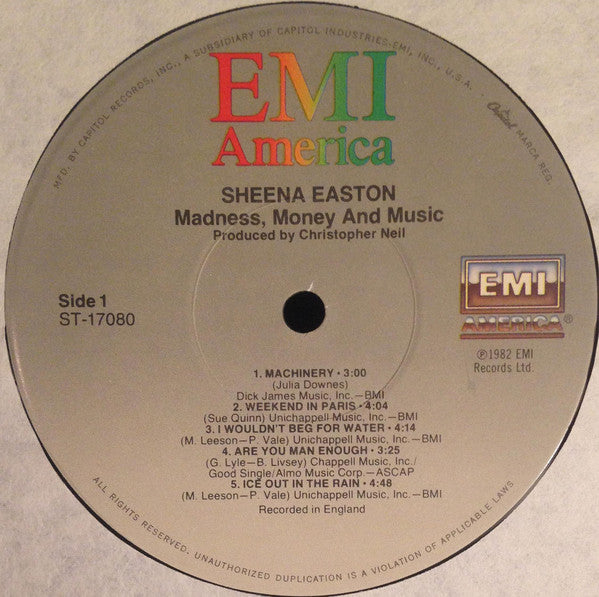 MFD. BY CAPITOL RECORDS, INC., A SUBSIDIARY OF CAPITOL INDUSTRIES-EMI, INC., U.S.A. • Capitol MARCA REG.
EMI
America
SHEENA EASTON
Madness, Money And Music
Produced by Christopher Neil
Side 1
ST-17080
EMI
AMERICA®
℗1982 EMI
Records Ltd.
1. MACHINERY • 3:00
(Julia Downes)
Dick James Music, Inc.—BMI
2. WEEKEND IN PARIS • 4:04
(Sue Quinn) Unichappell Music, Inc.—BMI
3. I WOULDN'T BEG FOR WATER • 4:14
(M. Leeson—P. Vale) Unichappell Music, Inc.—BMI
4. ARE YOU MAN ENOUGH • 3:25
(G. Lyle—B. Livsey) Chappell Music, Inc./
Good Single/Almo Music Corp.—ASCAP
5. ICE OUT IN THE RAIN • 4:48
(M. Leeson—P. Vale) Unichappell Music, Inc.—BMI
Recorded in England
ALL RIGHTS RESERVED. UNAUTHORIZED DUPLICATION IS A VIOLATION OF APPLICABLE LAWS